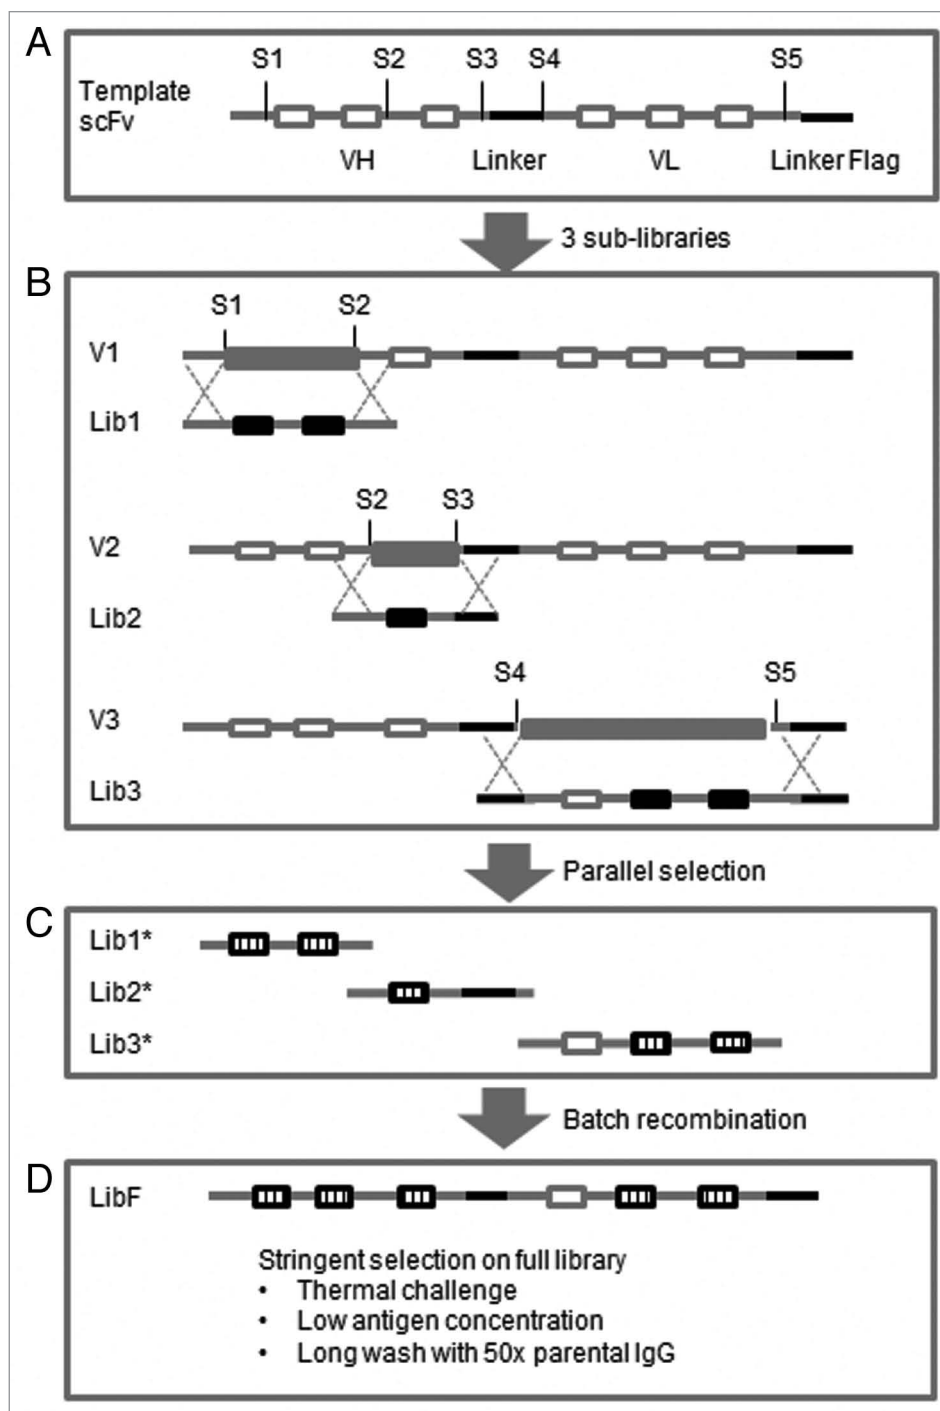 A
S1 S2 S3 S4 S5
Template
scFv
VH Linker VL Linker Flag
3 sub-libraries
B
S1 S2
V1
Lib1
S2 S3
V2
Lib2
S4 S5
V3
Lib3
Parallel selection
C
Lib1*
Lib2*
Lib3*
Batch recombination
D
LibF
Stringent selection on full library
• Thermal challenge
• Low antigen concentration
• Long wash with 50x parental IgG